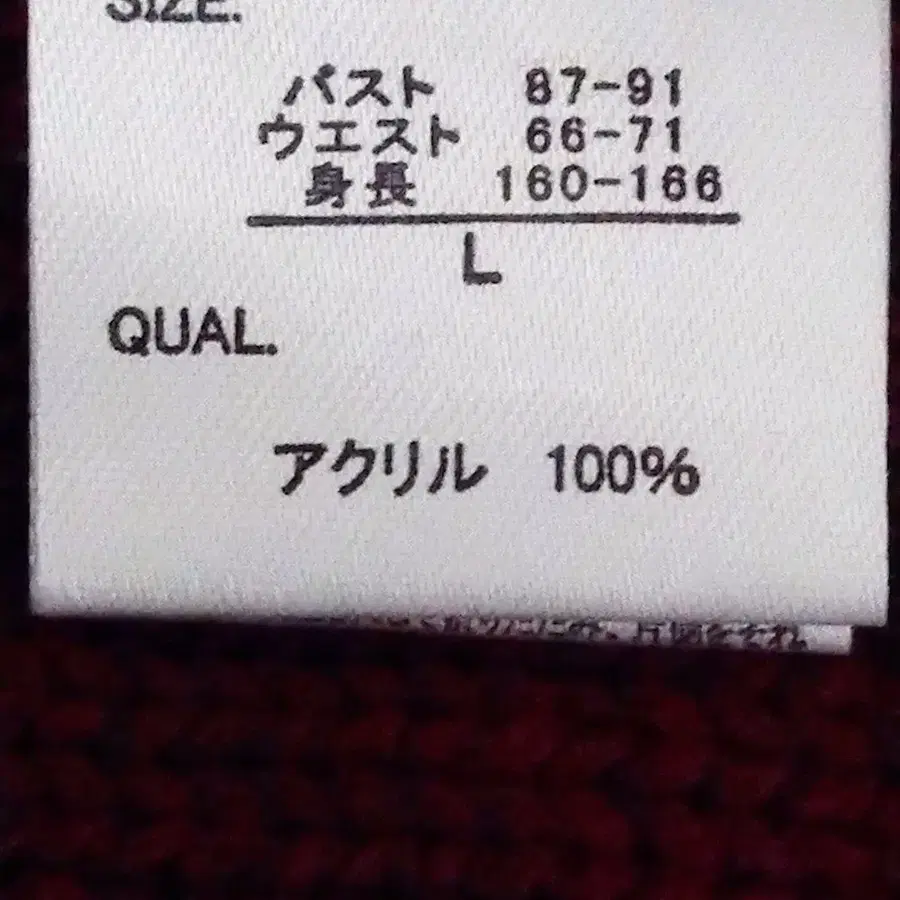 SIZE.
バスト 87-91
ウエスト 66-71
身長 160-166
L
QUAL.
アクリル 100%